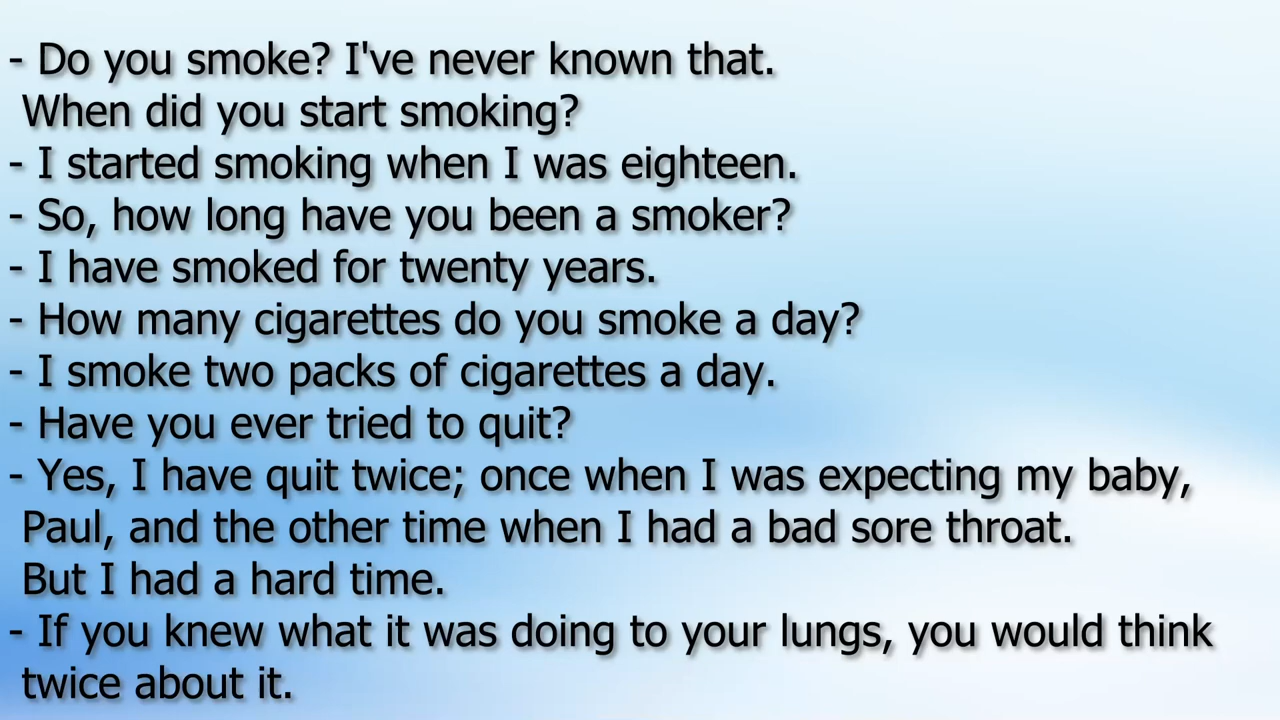 - Do you smoke? I've never known that.
When did you start smoking?
- I started smoking when I was eighteen.
- So, how long have you been a smoker?
- I have smoked for twenty years.
- How many cigarettes do you smoke a day?
- I smoke two packs of cigarettes a day.
- Have you ever tried to quit?
- Yes, I have quit twice; once when I was expecting my baby,
Paul, and the other time when I had a bad sore throat.
But I had a hard time.
- If you knew what it was doing to your lungs, you would think
twice about it.